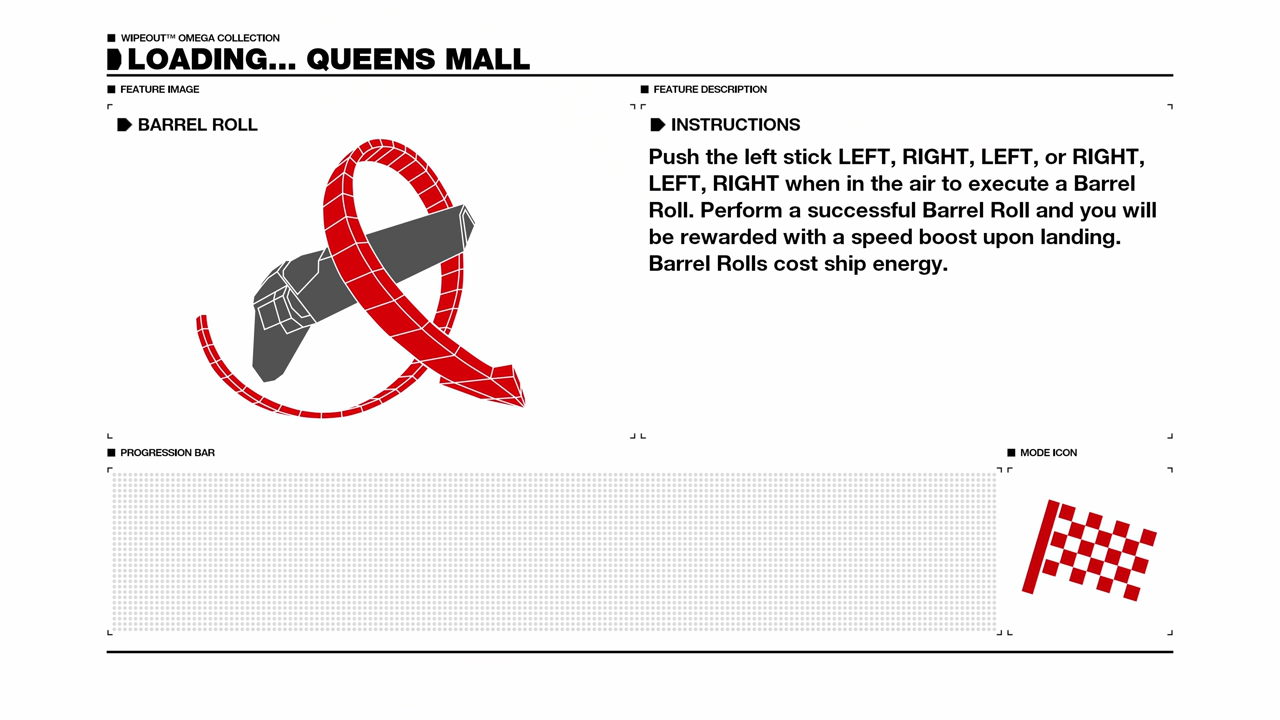 WIPEOUT™ OMEGA COLLECTION
LOADING... QUEENS MALL
FEATURE IMAGE
FEATURE DESCRIPTION
BARREL ROLL
INSTRUCTIONS
Push the left stick LEFT, RIGHT, LEFT, or RIGHT,
LEFT, RIGHT when in the air to execute a Barrel
Roll. Perform a successful Barrel Roll and you will
be rewarded with a speed boost upon landing.
Barrel Rolls cost ship energy.
PROGRESSION BAR
MODE ICON